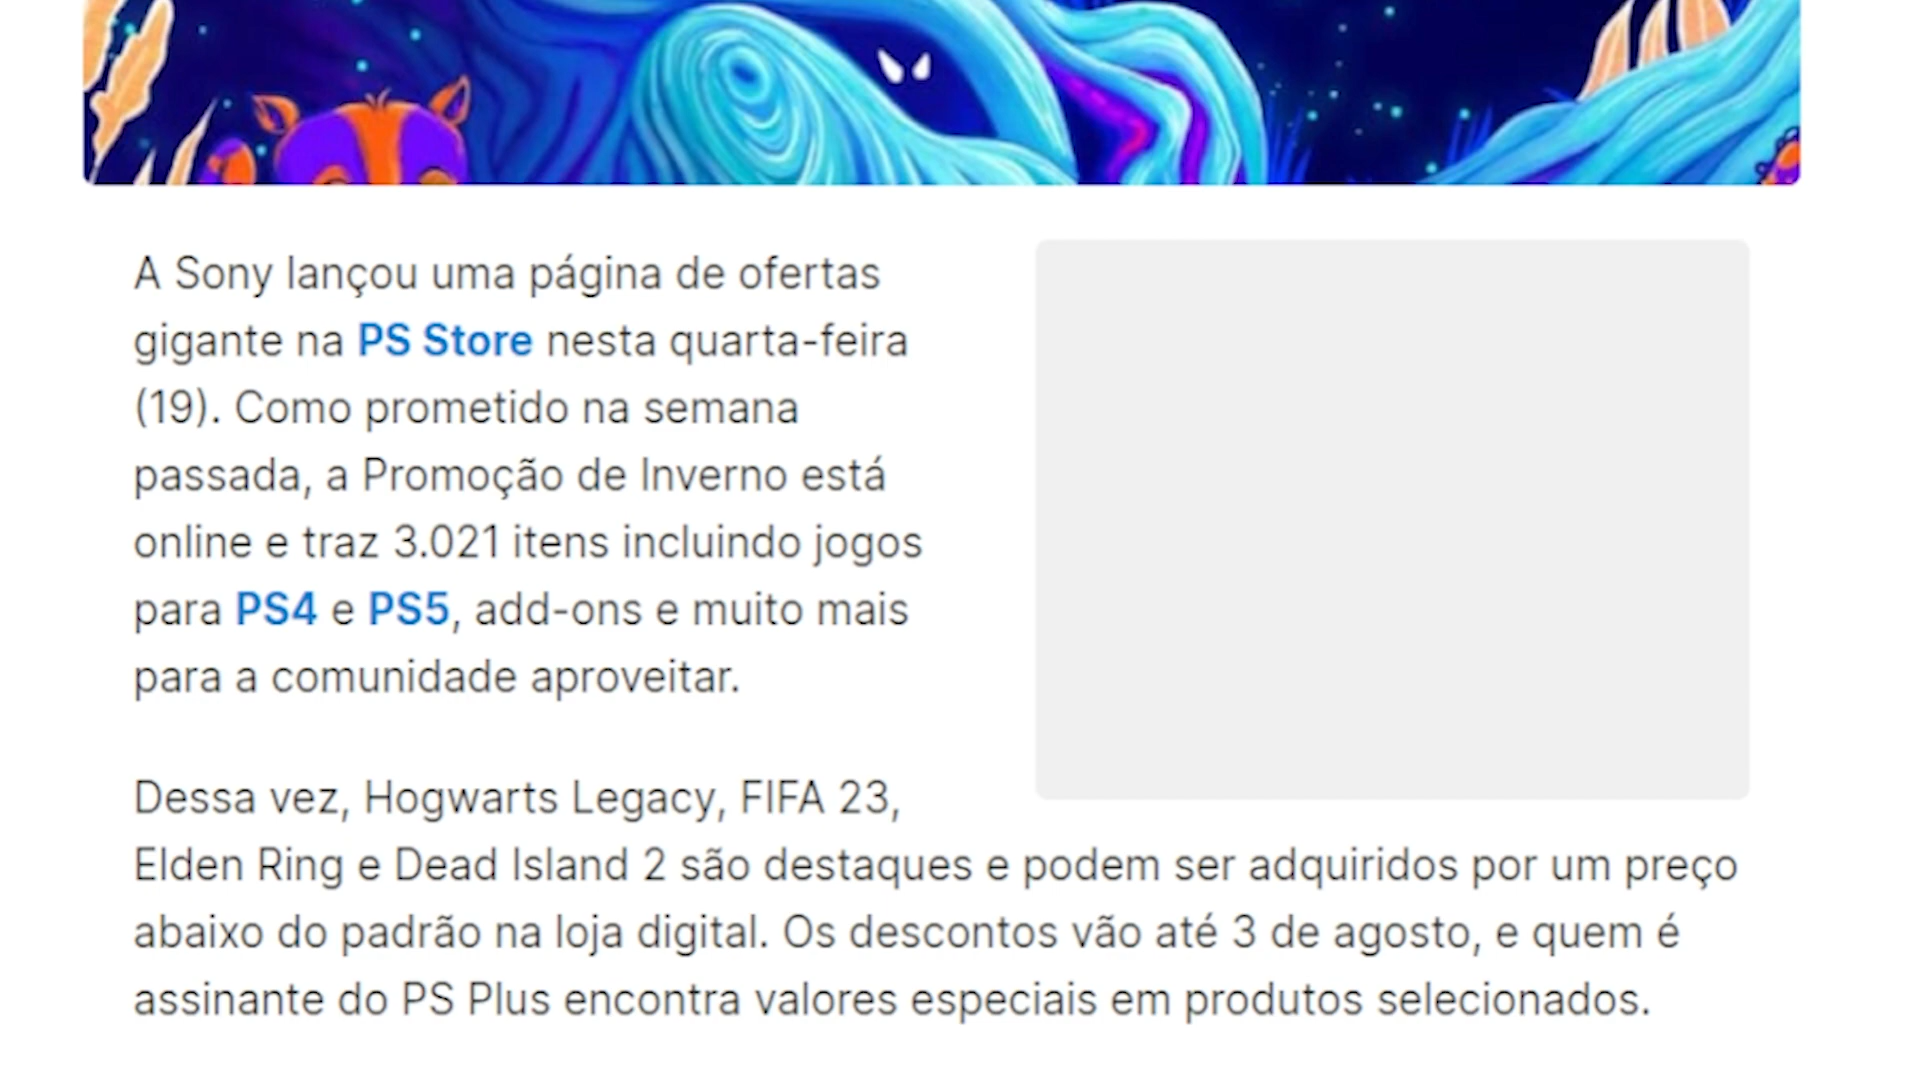 A Sony lançou uma página de ofertas
gigante na PS Store nesta quarta-feira
(19). Como prometido na semana
passada, a Promoção de Inverno está
online e traz 3.021 itens incluindo jogos
para PS4 e PS5, add-ons e muito mais
para a comunidade aproveitar.
Dessa vez, Hogwarts Legacy, FIFA 23,
Elden Ring e Dead Island 2 são destaques e podem ser adquiridos por um preço
abaixo do padrão na loja digital. Os descontos vão até 3 de agosto, e quem é
assinante do PS Plus encontra valores especiais em produtos selecionados.